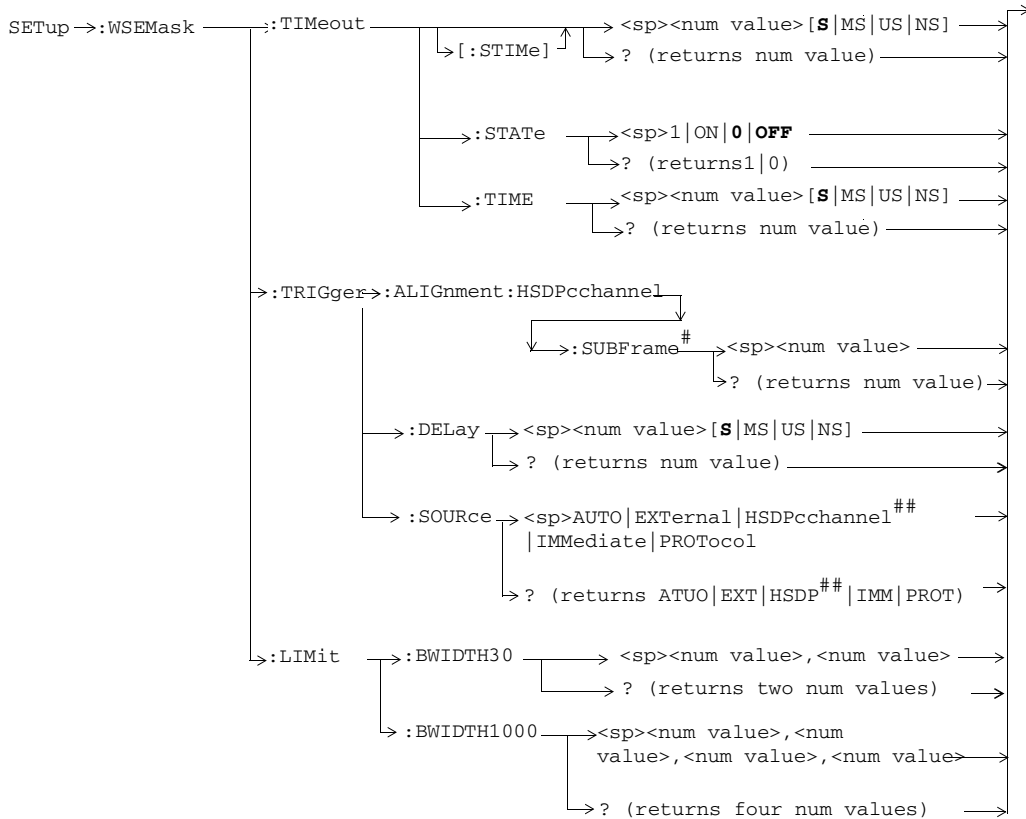 SETup :WSEMask :TIMeout <sp><num value>[S|MS|US|NS]
[:STIMe] ? (returns num value)
:STATe <sp>1|ON|0|OFF
? (returns1|0)
:TIME <sp><num value>[S|MS|US|NS]
? (returns num value)
:TRIGger :ALIGnment:HSDPcchannel
:SUBFrame# <sp><num value>
? (returns num value)
:DELay <sp><num value>[S|MS|US|NS]
? (returns num value)
:SOURce <sp>AUTO|EXTernal|HSDPcchannel##
|IMMediate|PROTocol
? (returns ATUO|EXT|HSDP##|IMM|PROT)
:LIMit :BWIDTH30 <sp><num value>,<num value>
? (returns two num values)
:BWIDTH1000 <sp><num value>,<num
value>,<num value>,<num value>
? (returns four num values)